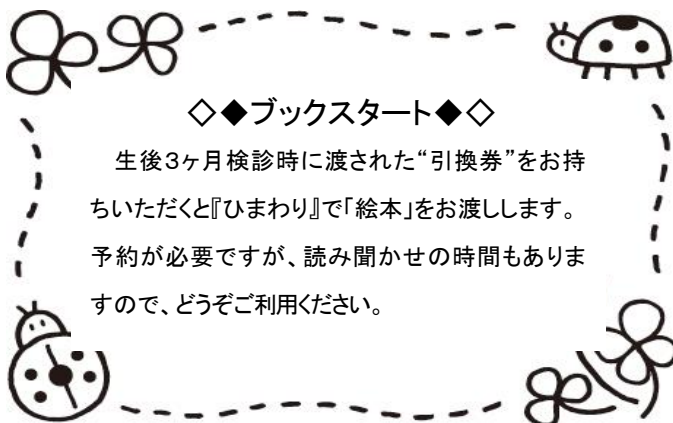 ◇◆ブックスタート◆◇
生後3ヶ月検診時に渡された“引換券”をお持
ちいただくと『ひまわり』で「絵本」をお渡しします。
予約が必要ですが、読み聞かせの時間もありま
すので、どうぞご利用ください。